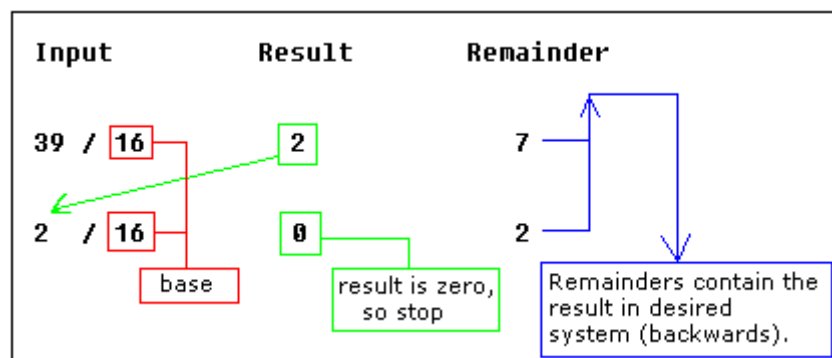 Input Result Remainder
39 / 16 2 7
2 / 16 0 2
base
result is zero,
so stop
Remainders contain the
result in desired
system (backwards).